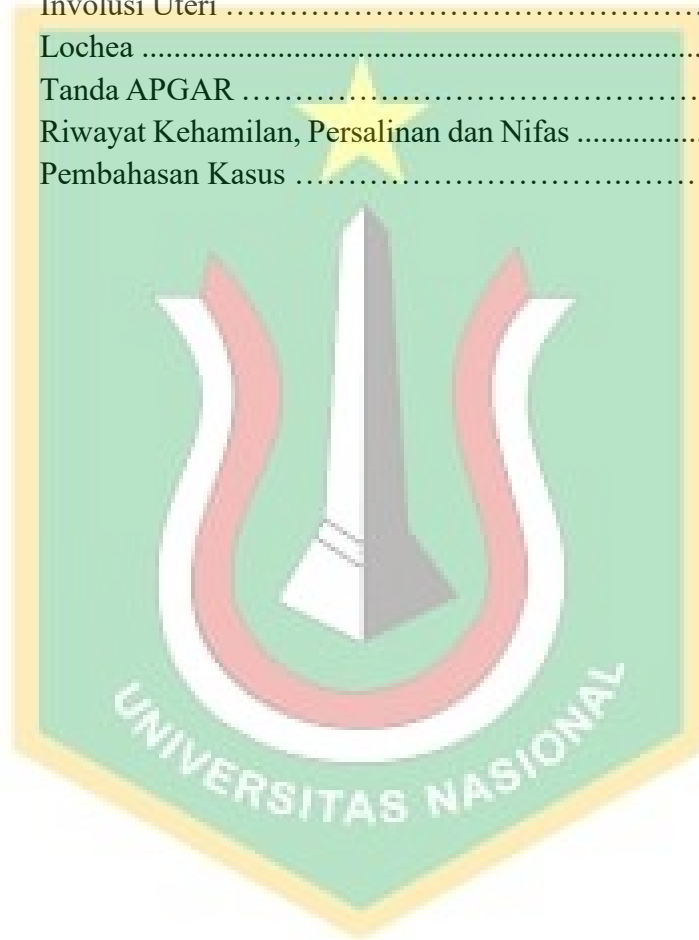 Involusi Uteri ……………………………………………
Lochea ..........................................................................
Tanda APGAR ……………………………………………
Riwayat Kehamilan, Persalinan dan Nifas ................
Pembahasan Kasus ……………………………………
UNIVERSITAS NASIONAL